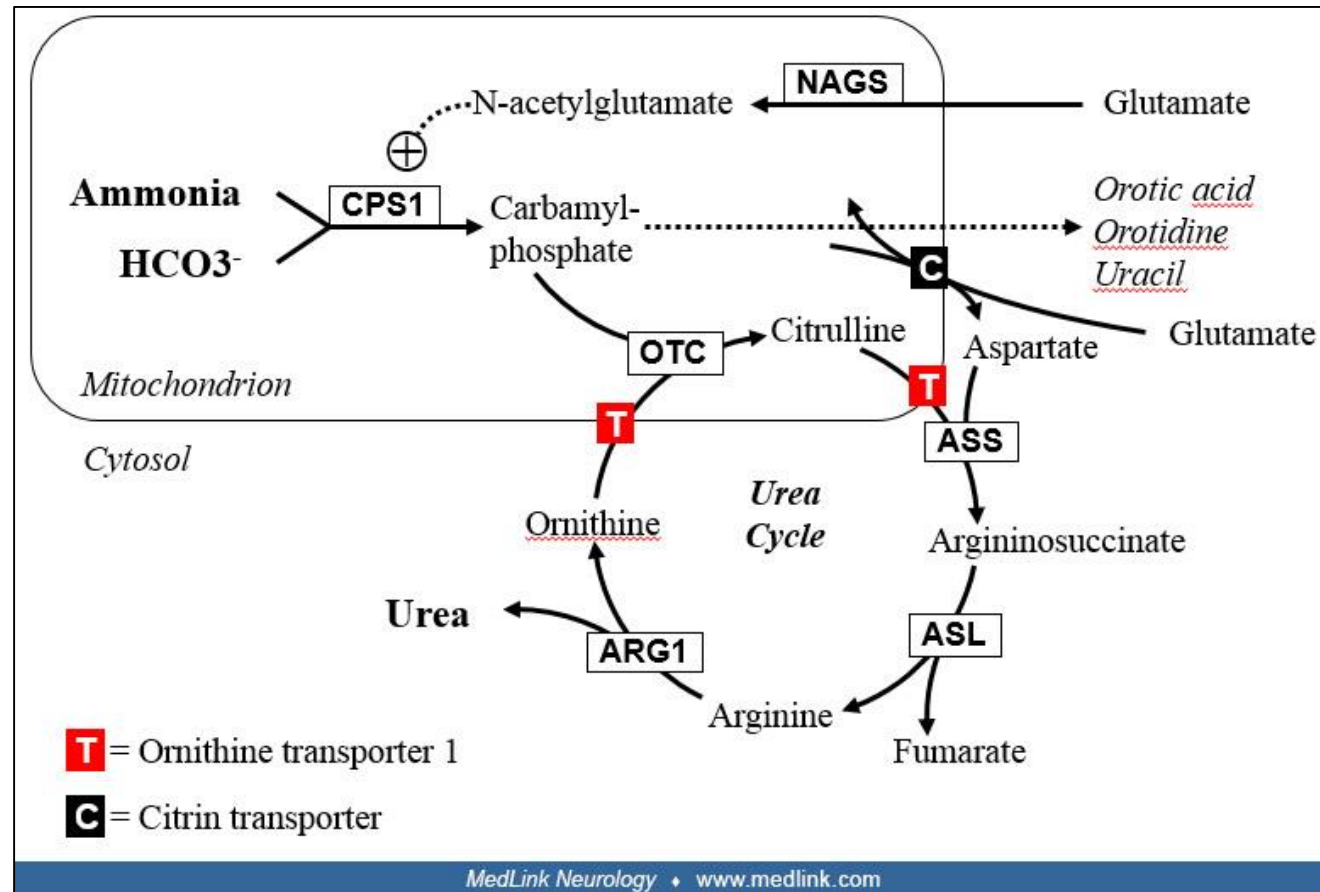 NAGS
N-acetylglutamate
Glutamate
+
Ammonia
CPS1
HCO3-
Carbamyl-
phosphate
Orotic acid
Orotidine
Uracil
C
Citrulline
Glutamate
Aspartate
OTC
Mitochondrion
T
T
Cytosol
ASS
Urea
Cycle
Ornithine
Argininosuccinate
Urea
ARG1
ASL
Arginine
Fumarate
T = Ornithine transporter 1
C = Citrin transporter
MedLink Neurology ♦ www.medlink.com